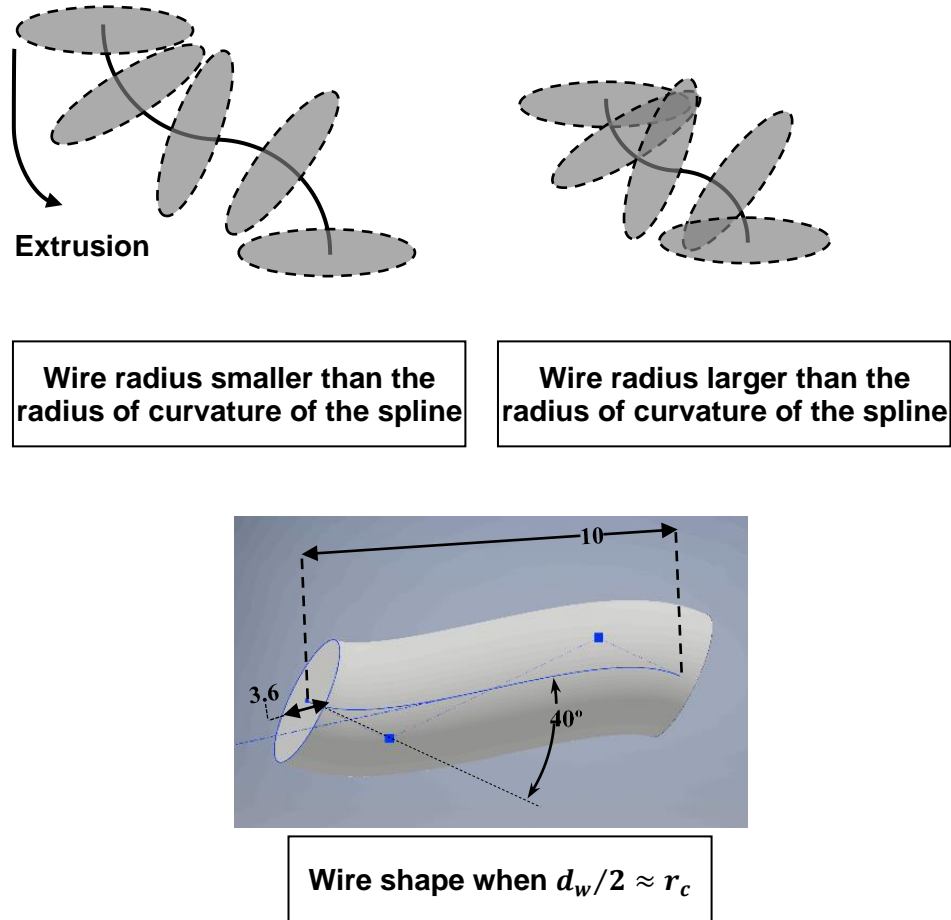 Extrusion
Wire radius smaller than the
radius of curvature of the spline
Wire radius larger than the
radius of curvature of the spline
10
3.6
40º
Wire shape when 𝒅𝒘/𝟐 ≈ 𝒓𝒄